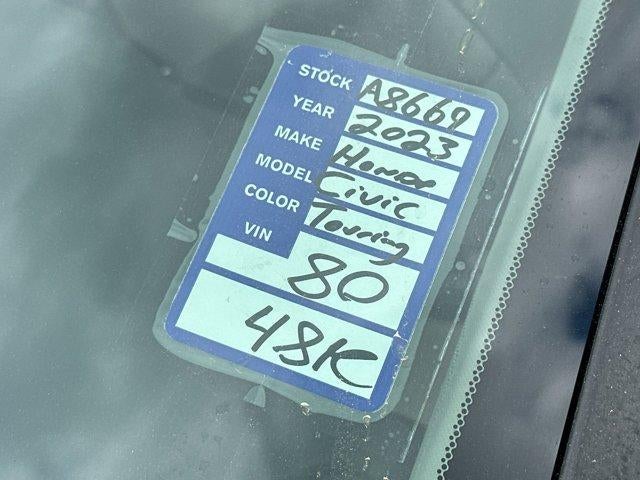 STOCK A8669
YEAR 2023
MAKE Honda
MODEL Civic
COLOR Touring
VIN 80
48K